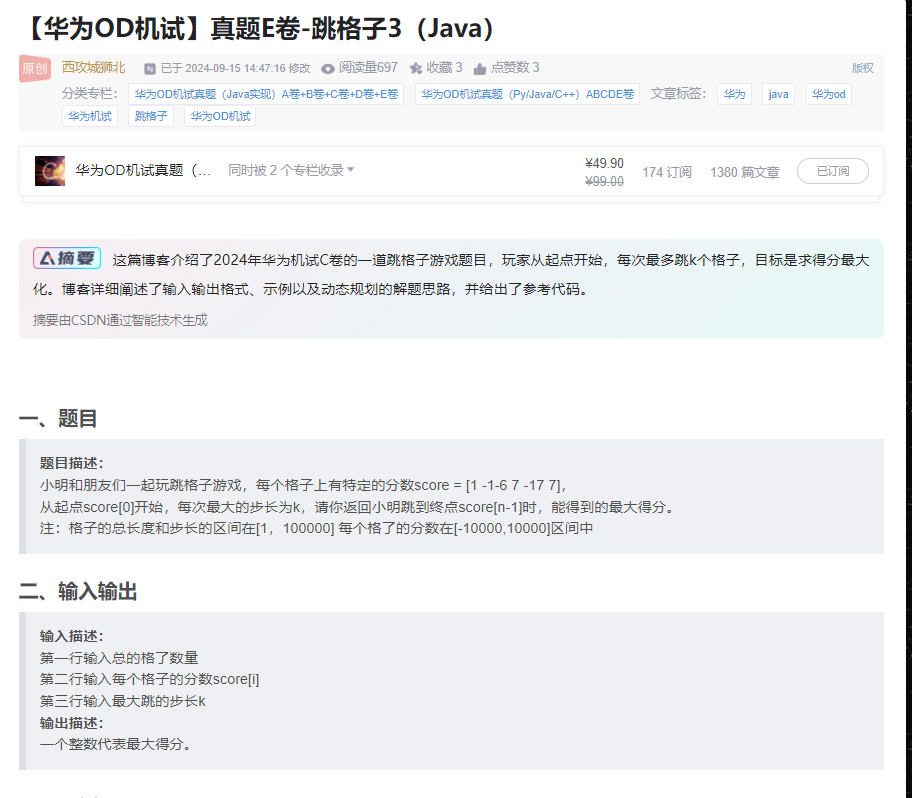 【华为OD机试】真题E卷-跳格子3（Java）
原创 西攻城狮北 已于 2024-09-15 14:47:16 修改 阅读量697 收藏 3 点赞数 3 版权
分类专栏： 华为OD机试真题（Java实现）A卷+B卷+C卷+D卷+E卷 华为OD机试真题（Py/Java/C++）ABCDE卷 文章标签： 华为 java 华为od
华为机试 跳格子 华为OD机试
华为OD机试真题（... 同时被 2 个专栏收录 ¥49.90 ¥99.00 174 订阅 1380 篇文章 已订阅
摘要 这篇博客介绍了2024年华为机试C卷的一道跳格子游戏题目，玩家从起点开始，每次最多跳k个格子，目标是求得分最大
化。博客详细阐述了输入输出格式、示例以及动态规划的解题思路，并给出了参考代码。
摘要由CSDN通过智能技术生成
一、题目
题目描述：
小明和朋友们一起玩跳格子游戏，每个格子上有特定的分数score = [1 -1-6 7 -17 7]，
从起点score[0]开始，每次最大的步长为k，请你返回小明跳到终点score[n-1]时，能得到的最大得分。
注：格子的总长度和步长的区间在[1，100000] 每个格了的分数在[-10000,10000]区间中
二、输入输出
输入描述：
第一行输入总的格了数量
第二行输入每个格子的分数score[i]
第三行输入最大跳的步长k
输出描述：
一个整数代表最大得分。